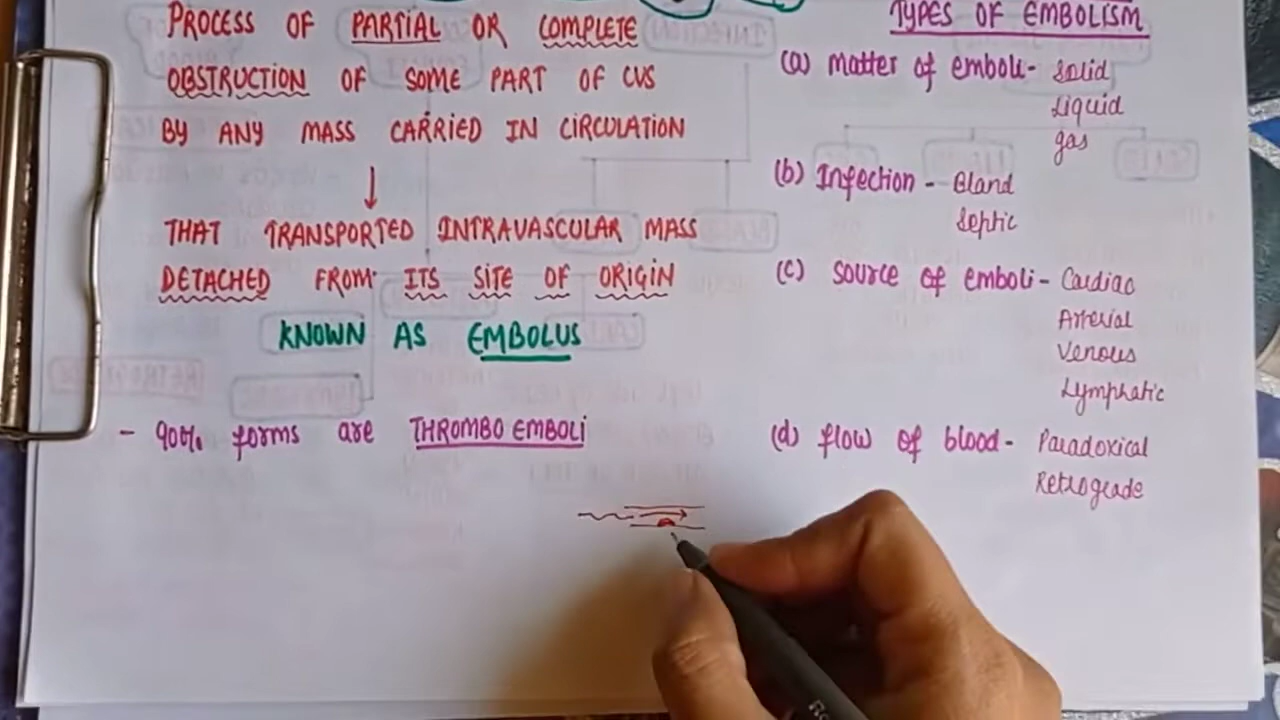 PROCESS OF PARTIAL OR COMPLETE
OBSTRUCTION OF SOME PART OF CVS
BY ANY MASS CARRIED IN CIRCULATION
↓
THAT TRANSPORTED INTRAVASCULAR MASS
DETACHED FROM ITS SITE OF ORIGIN
KNOWN AS EMBOLUS
- 90% forms are THROMBOEMBOLI
TYPES OF EMBOLISM
(a) matter of emboli- Solid
Liquid
gas
(b) Infection - Bland
Septic
(c) source of emboli- Cardiac
Arterial
Venous
Lymphatic
(d) flow of blood- Paradoxical
Retrograde